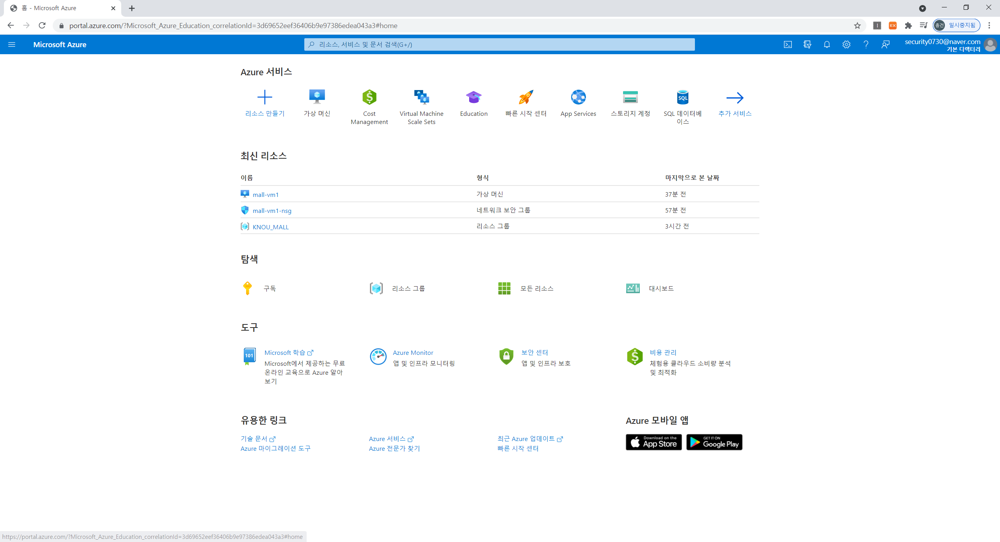 홈 - Microsoft Azure
portal.azure.com/?Microsoft_Azure_Education_correlationId=3d69652eef36406b9e97386edea043a3#home
EX
충건 일시중지됨
Microsoft Azure
리소스, 서비스 및 문서 검색(G+/)
security0730@naver.com
기본 디렉터리
Azure 서비스
리소스 만들기
가상 머신
Cost
Management
Virtual Machine
Scale Sets
Education
빠른 시작 센터
App Services
스토리지 계정
SQL
SQL 데이터베
이스
추가 서비스
최신 리소스
이름 형식 마지막으로 본 날짜
mall-vm1 가상 머신 37분 전
mall-vm1-nsg 네트워크 보안 그룹 57분 전
KNOU_MALL 리소스 그룹 3시간 전
탐색
구독 리소스 그룹 모든 리소스 대시보드
도구
101
Microsoft 학습
Microsoft에서 제공하는 무료
온라인 교육으로 Azure 알아
보기
Azure Monitor
앱 및 인프라 모니터링
보안 센터
앱 및 인프라 보호
비용 관리
체험용 클라우드 소비량 분석
및 최적화
유용한 링크
기술 문서
Azure 마이그레이션 도구
Azure 서비스
Azure 전문가 찾기
최근 Azure 업데이트
빠른 시작 센터
Azure 모바일 앱
Download on the
App Store
GET IT ON
Google Play
https://portal.azure.com/?Microsoft_Azure_Education_correlationId=3d69652eef36406b9e97386edea043a3#home